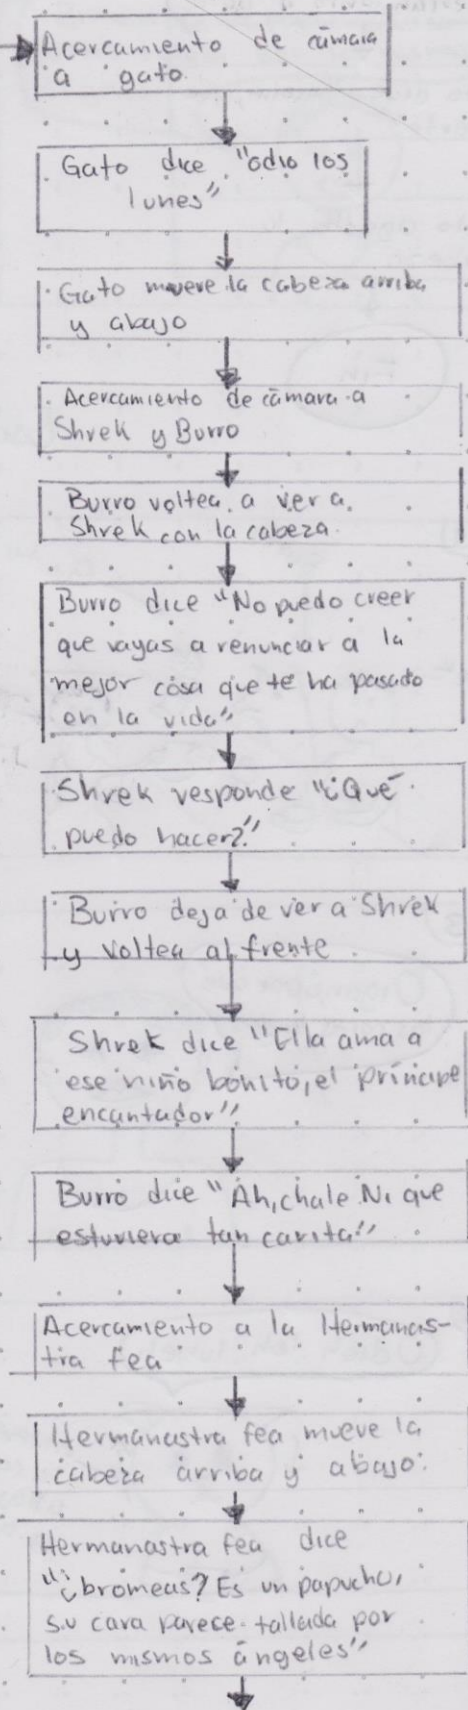 Acercamiento de cámara
a gato.
Gato dice "odio los
lunes"
Gato mueve la cabeza arriba
y abajo
Acercamiento de cámara a
Shrek y Burro
Burro voltea a ver a
Shrek con la cabeza.
Burro dice "No puedo creer
que vayas a renunciar a la
mejor cosa que te ha pasado
en la vida"
Shrek responde "¿Qué
puedo hacer?"
Burro deja de ver a Shrek
y voltea al frente
Shrek dice "Ella ama a
ese niño bonito, el príncipe
encantador"
Burro dice "Ah, chale. Ni que
estuviera tan carita"
Acercamiento a la Hermanas-
tra fea
Hermanastra fea mueve la
cabeza arriba y abajo.
Hermanastra fea dice
"¿bromeas? Es un papucho,
su cara parece tallada por
los mismos ángeles"